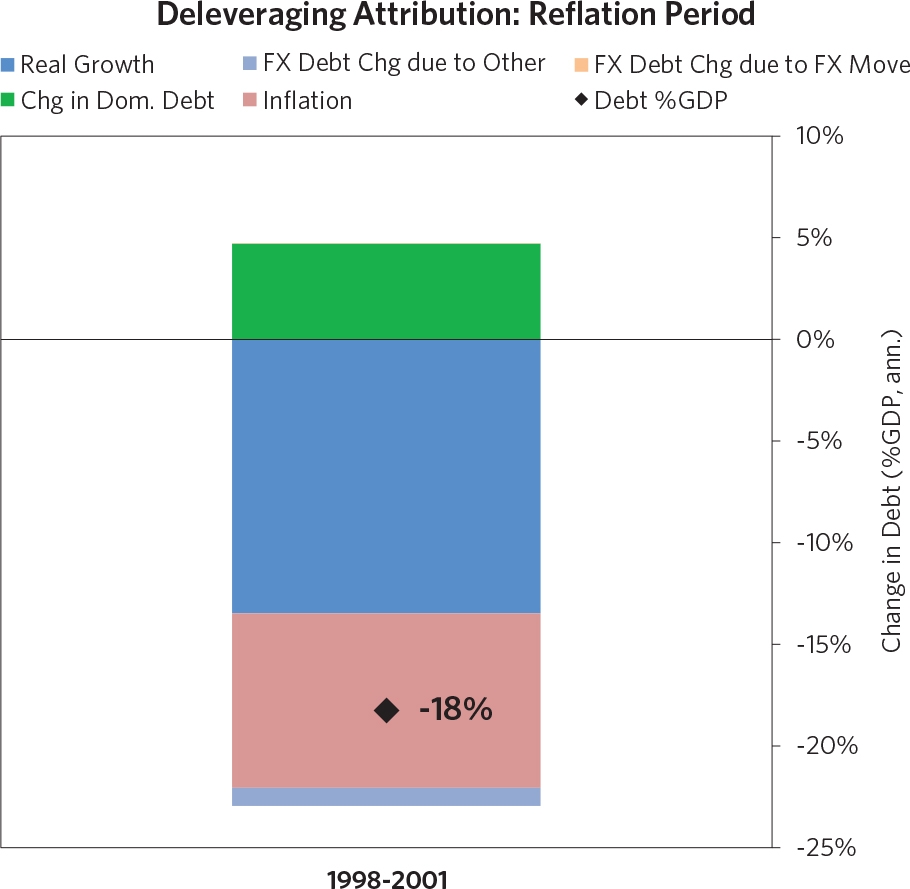 Deleveraging Attribution: Reflation Period
Real Growth
FX Debt Chg due to Other
FX Debt Chg due to FX Move
Chg in Dom. Debt
Inflation
Debt %GDP
10%
5%
0%
-5%
-10%
-15%
-20%
-25%
Change in Debt (%GDP, ann.)
-18%
1998-2001